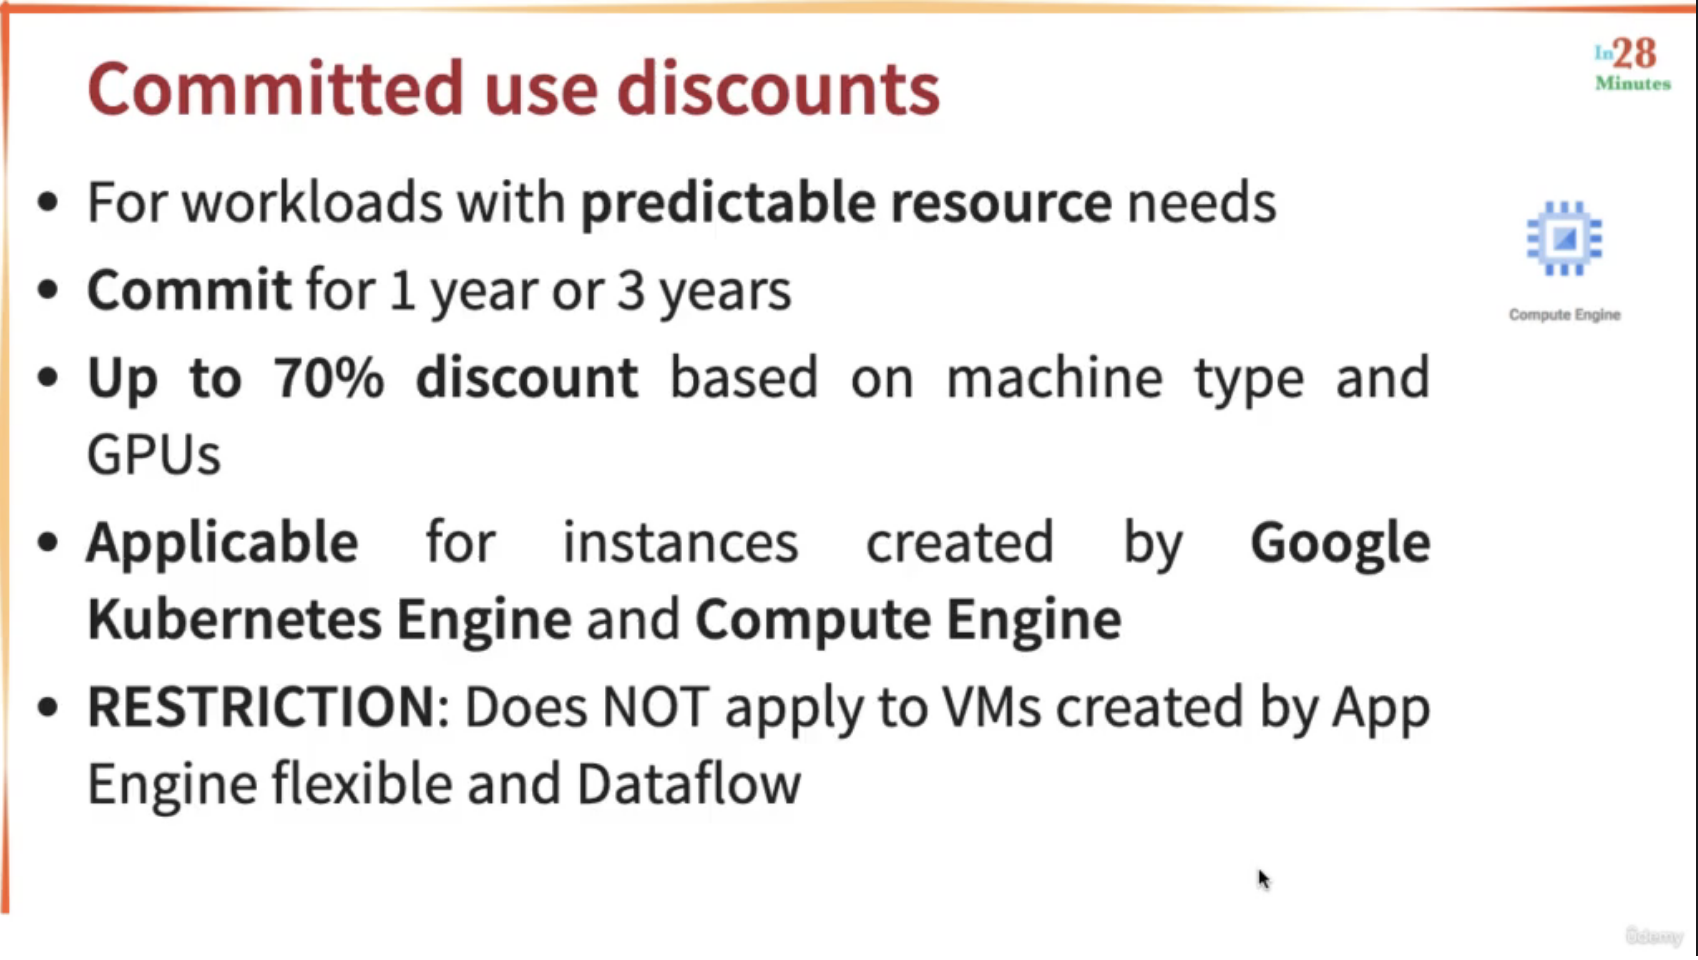 Committed use discounts
In28
Minutes
• For workloads with predictable resource needs
• Commit for 1 year or 3 years
• Up to 70% discount based on machine type and
GPUs
• Applicable for instances created by Google
Kubernetes Engine and Compute Engine
• RESTRICTION: Does NOT apply to VMs created by App
Engine flexible and Dataflow
Compute Engine
ûdemy